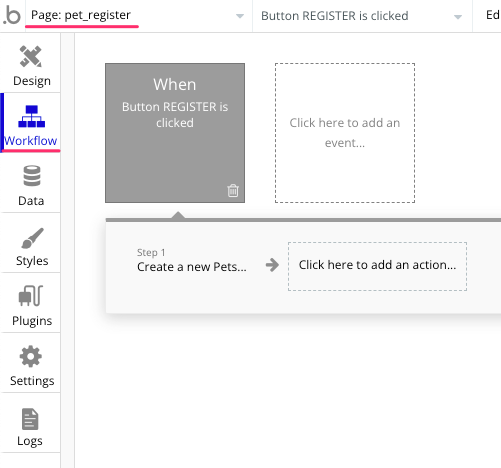 .b
Page: pet_register
Button REGISTER is clicked
Ed
Design
Workflow
Data
Styles
Plugins
Settings
Logs
When
Button REGISTER is
clicked
Click here to add an
event...
Step 1
Create a new Pets...
Click here to add an action...